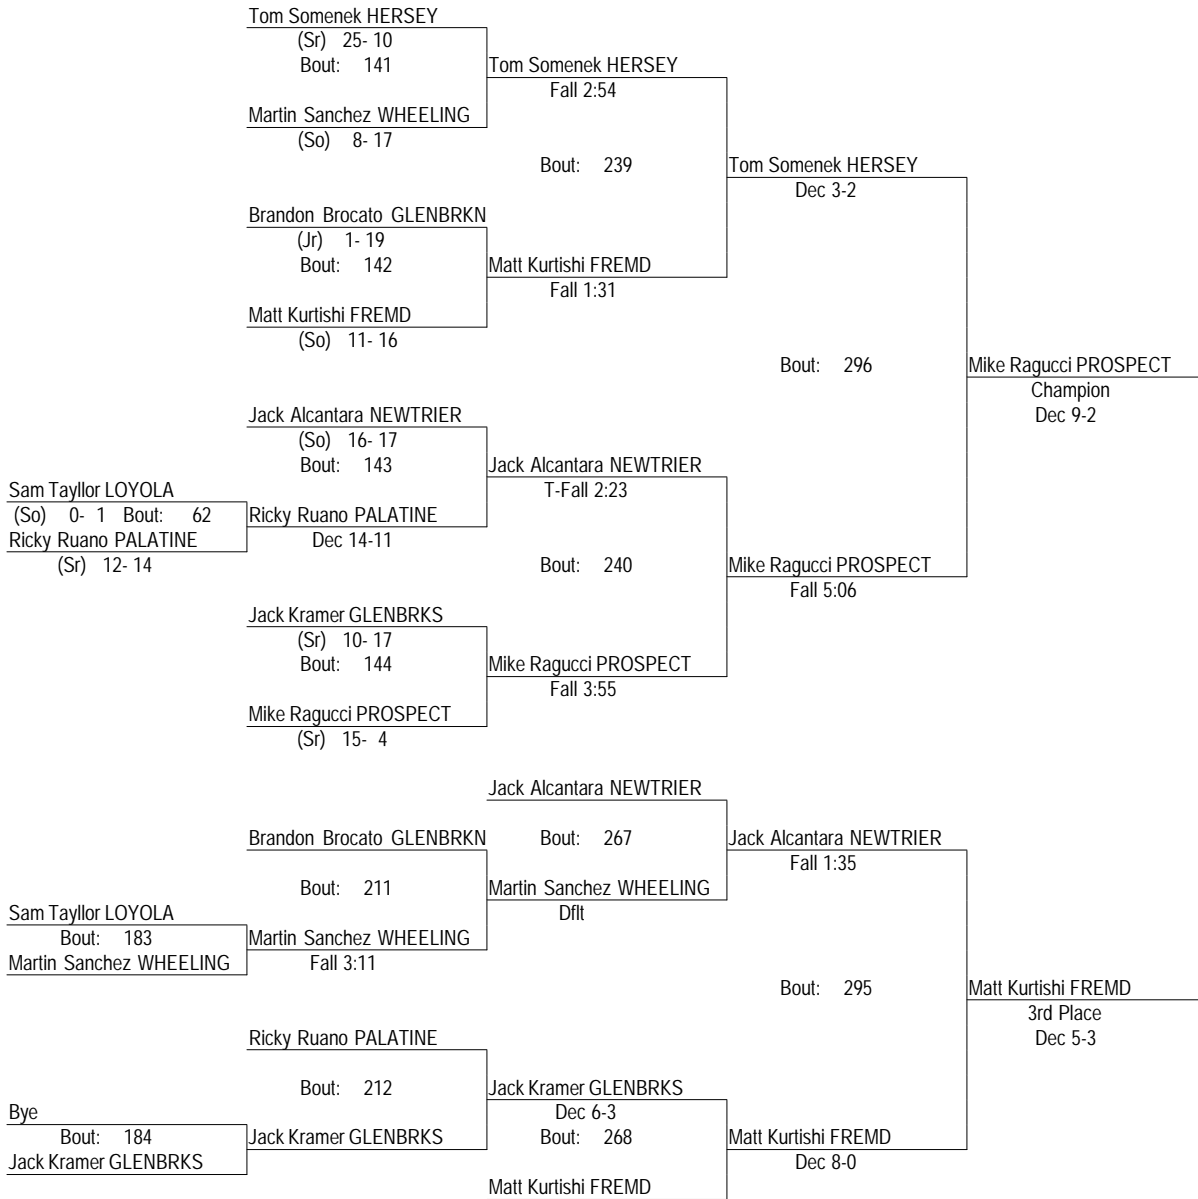 Tom Somenek HERSEY
(Sr) 25- 10
Bout: 141
Tom Somenek HERSEY
Fall 2:54
Martin Sanchez WHEELING
(So) 8- 17
Bout: 239
Tom Somenek HERSEY
Dec 3-2
Brandon Brocato GLENBRKN
(Jr) 1- 19
Bout: 142
Matt Kurtishi FREMD
Fall 1:31
Matt Kurtishi FREMD
(So) 11- 16
Bout: 296
Mike Ragucci PROSPECT
Champion
Dec 9-2
Jack Alcantara NEWTRIER
(So) 16- 17
Bout: 143
Jack Alcantara NEWTRIER
T-Fall 2:23
Sam Tayllor LOYOLA
(So) 0- 1 Bout: 62
Ricky Ruano PALATINE
(Sr) 12- 14
Ricky Ruano PALATINE
Dec 14-11
Bout: 240
Mike Ragucci PROSPECT
Fall 5:06
Jack Kramer GLENBRKS
(Sr) 10- 17
Bout: 144
Mike Ragucci PROSPECT
Fall 3:55
Mike Ragucci PROSPECT
(Sr) 15- 4
Jack Alcantara NEWTRIER
Brandon Brocato GLENBRKN
Bout: 267
Jack Alcantara NEWTRIER
Fall 1:35
Bout: 211
Martin Sanchez WHEELING
Dflt
Sam Tayllor LOYOLA
Bout: 183
Martin Sanchez WHEELING
Martin Sanchez WHEELING
Fall 3:11
Bout: 295
Matt Kurtishi FREMD
3rd Place
Dec 5-3
Ricky Ruano PALATINE
Bout: 212
Jack Kramer GLENBRKS
Dec 6-3
Bye
Bout: 184
Jack Kramer GLENBRKS
Jack Kramer GLENBRKS
Bout: 268
Matt Kurtishi FREMD
Dec 8-0
Matt Kurtishi FREMD